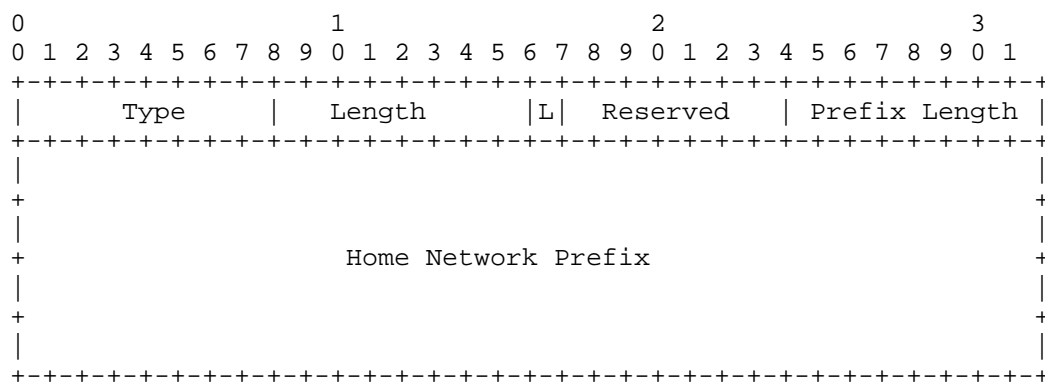 0                   1                   2                   3
0 1 2 3 4 5 6 7 8 9 0 1 2 3 4 5 6 7 8 9 0 1 2 3 4 5 6 7 8 9 0 1
+-+-+-+-+-+-+-+-+-+-+-+-+-+-+-+-+-+-+-+-+-+-+-+-+-+-+-+-+-+-+-+-+
|      Type     |   Length      |L|  Reserved   | Prefix Length |
+-+-+-+-+-+-+-+-+-+-+-+-+-+-+-+-+-+-+-+-+-+-+-+-+-+-+-+-+-+-+-+-+
|                                                               |
+                                                               +
|                                                               |
+                    Home Network Prefix                        +
|                                                               |
+                                                               +
|                                                               |
+-+-+-+-+-+-+-+-+-+-+-+-+-+-+-+-+-+-+-+-+-+-+-+-+-+-+-+-+-+-+-+-+